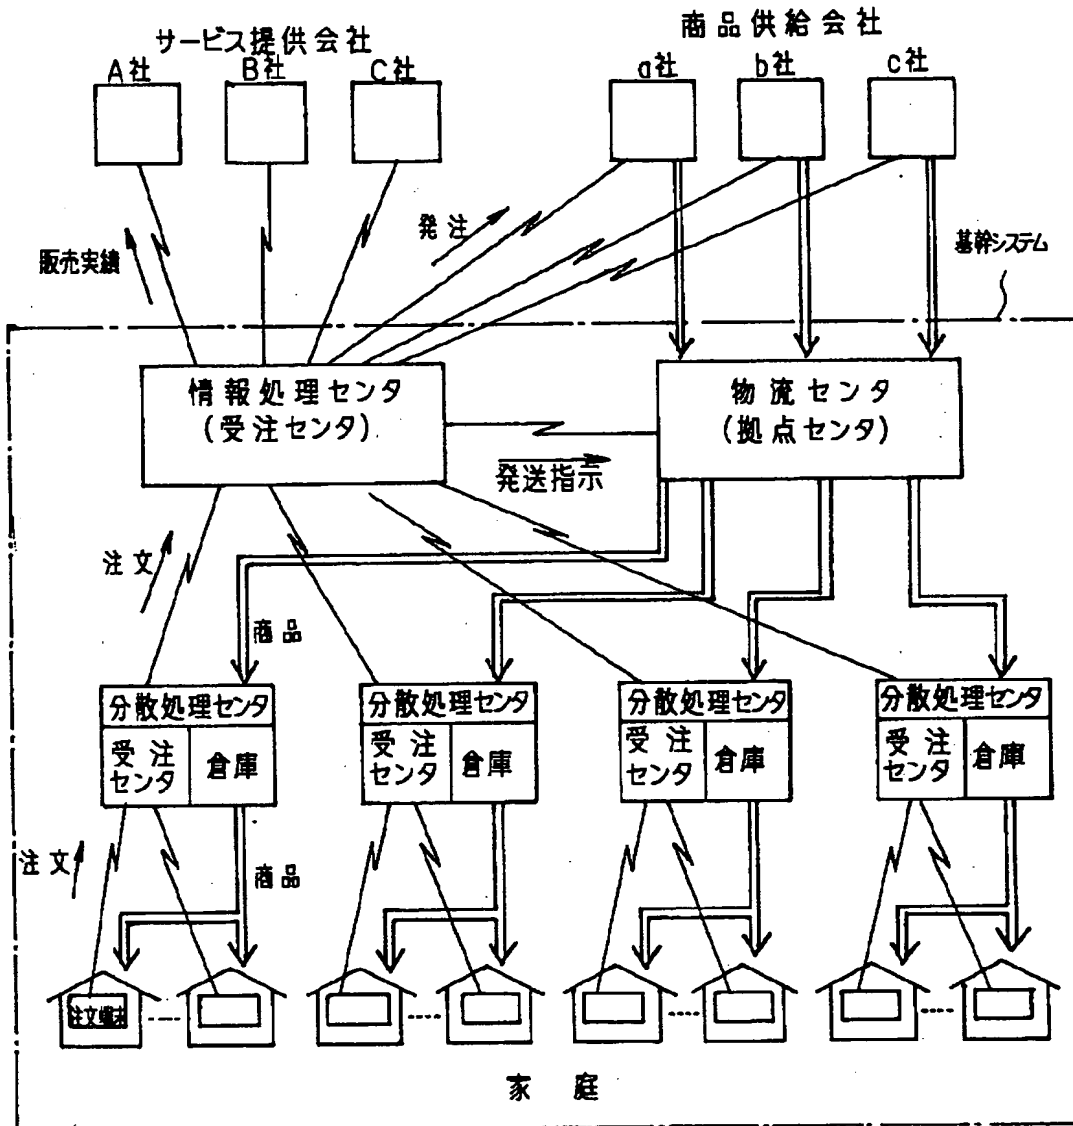 サービス提供会社
商品供給会社
A社
B社
C社
a社
b社
c社
発注
販売実績
基幹システム
情報処理センタ
(受注センタ)
物流センタ
(拠点センタ)
発送指示
注文
商品
分散処理センタ
受注
センタ
倉庫
分散処理センタ
受注
センタ
倉庫
分散処理センタ
受注
センタ
倉庫
分散処理センタ
受注
センタ
倉庫
注文
商品
注文端末
家庭